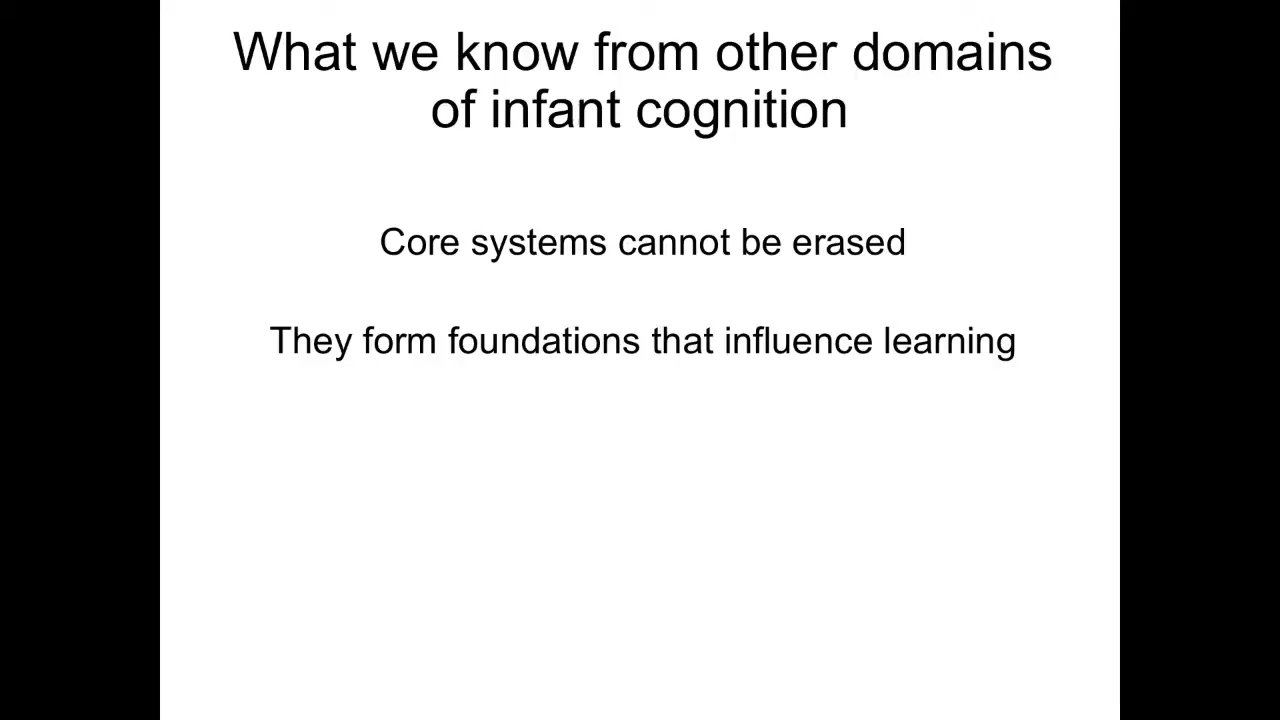 What we know from other domains
of infant cognition
Core systems cannot be erased
They form foundations that influence learning